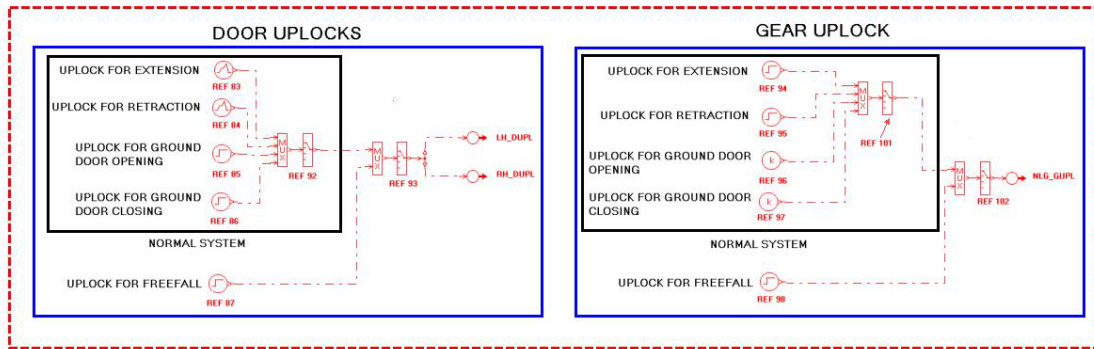 DOOR UPLOCKS
UPLOCK FOR EXTENSION
REF 83
UPLOCK FOR RETRACTION
REF 84
UPLOCK FOR GROUND
DOOR OPENING
REF 85
UPLOCK FOR GROUND
DOOR CLOSING
REF 86
MUX
REF 92
MUX
REF 93
LH_DUPL
RH_DUPL
NORMAL SYSTEM
UPLOCK FOR FREEFALL
REF 87
GEAR UPLOCK
UPLOCK FOR EXTENSION
REF 94
UPLOCK FOR RETRACTION
REF 95
UPLOCK FOR GROUND DOOR
OPENING
k
REF 96
UPLOCK FOR GROUND DOOR
CLOSING
k
REF 97
MUX
REF 101
MUX
REF 102
NLG_GUPL
NORMAL SYSTEM
UPLOCK FOR FREEFALL
REF 98